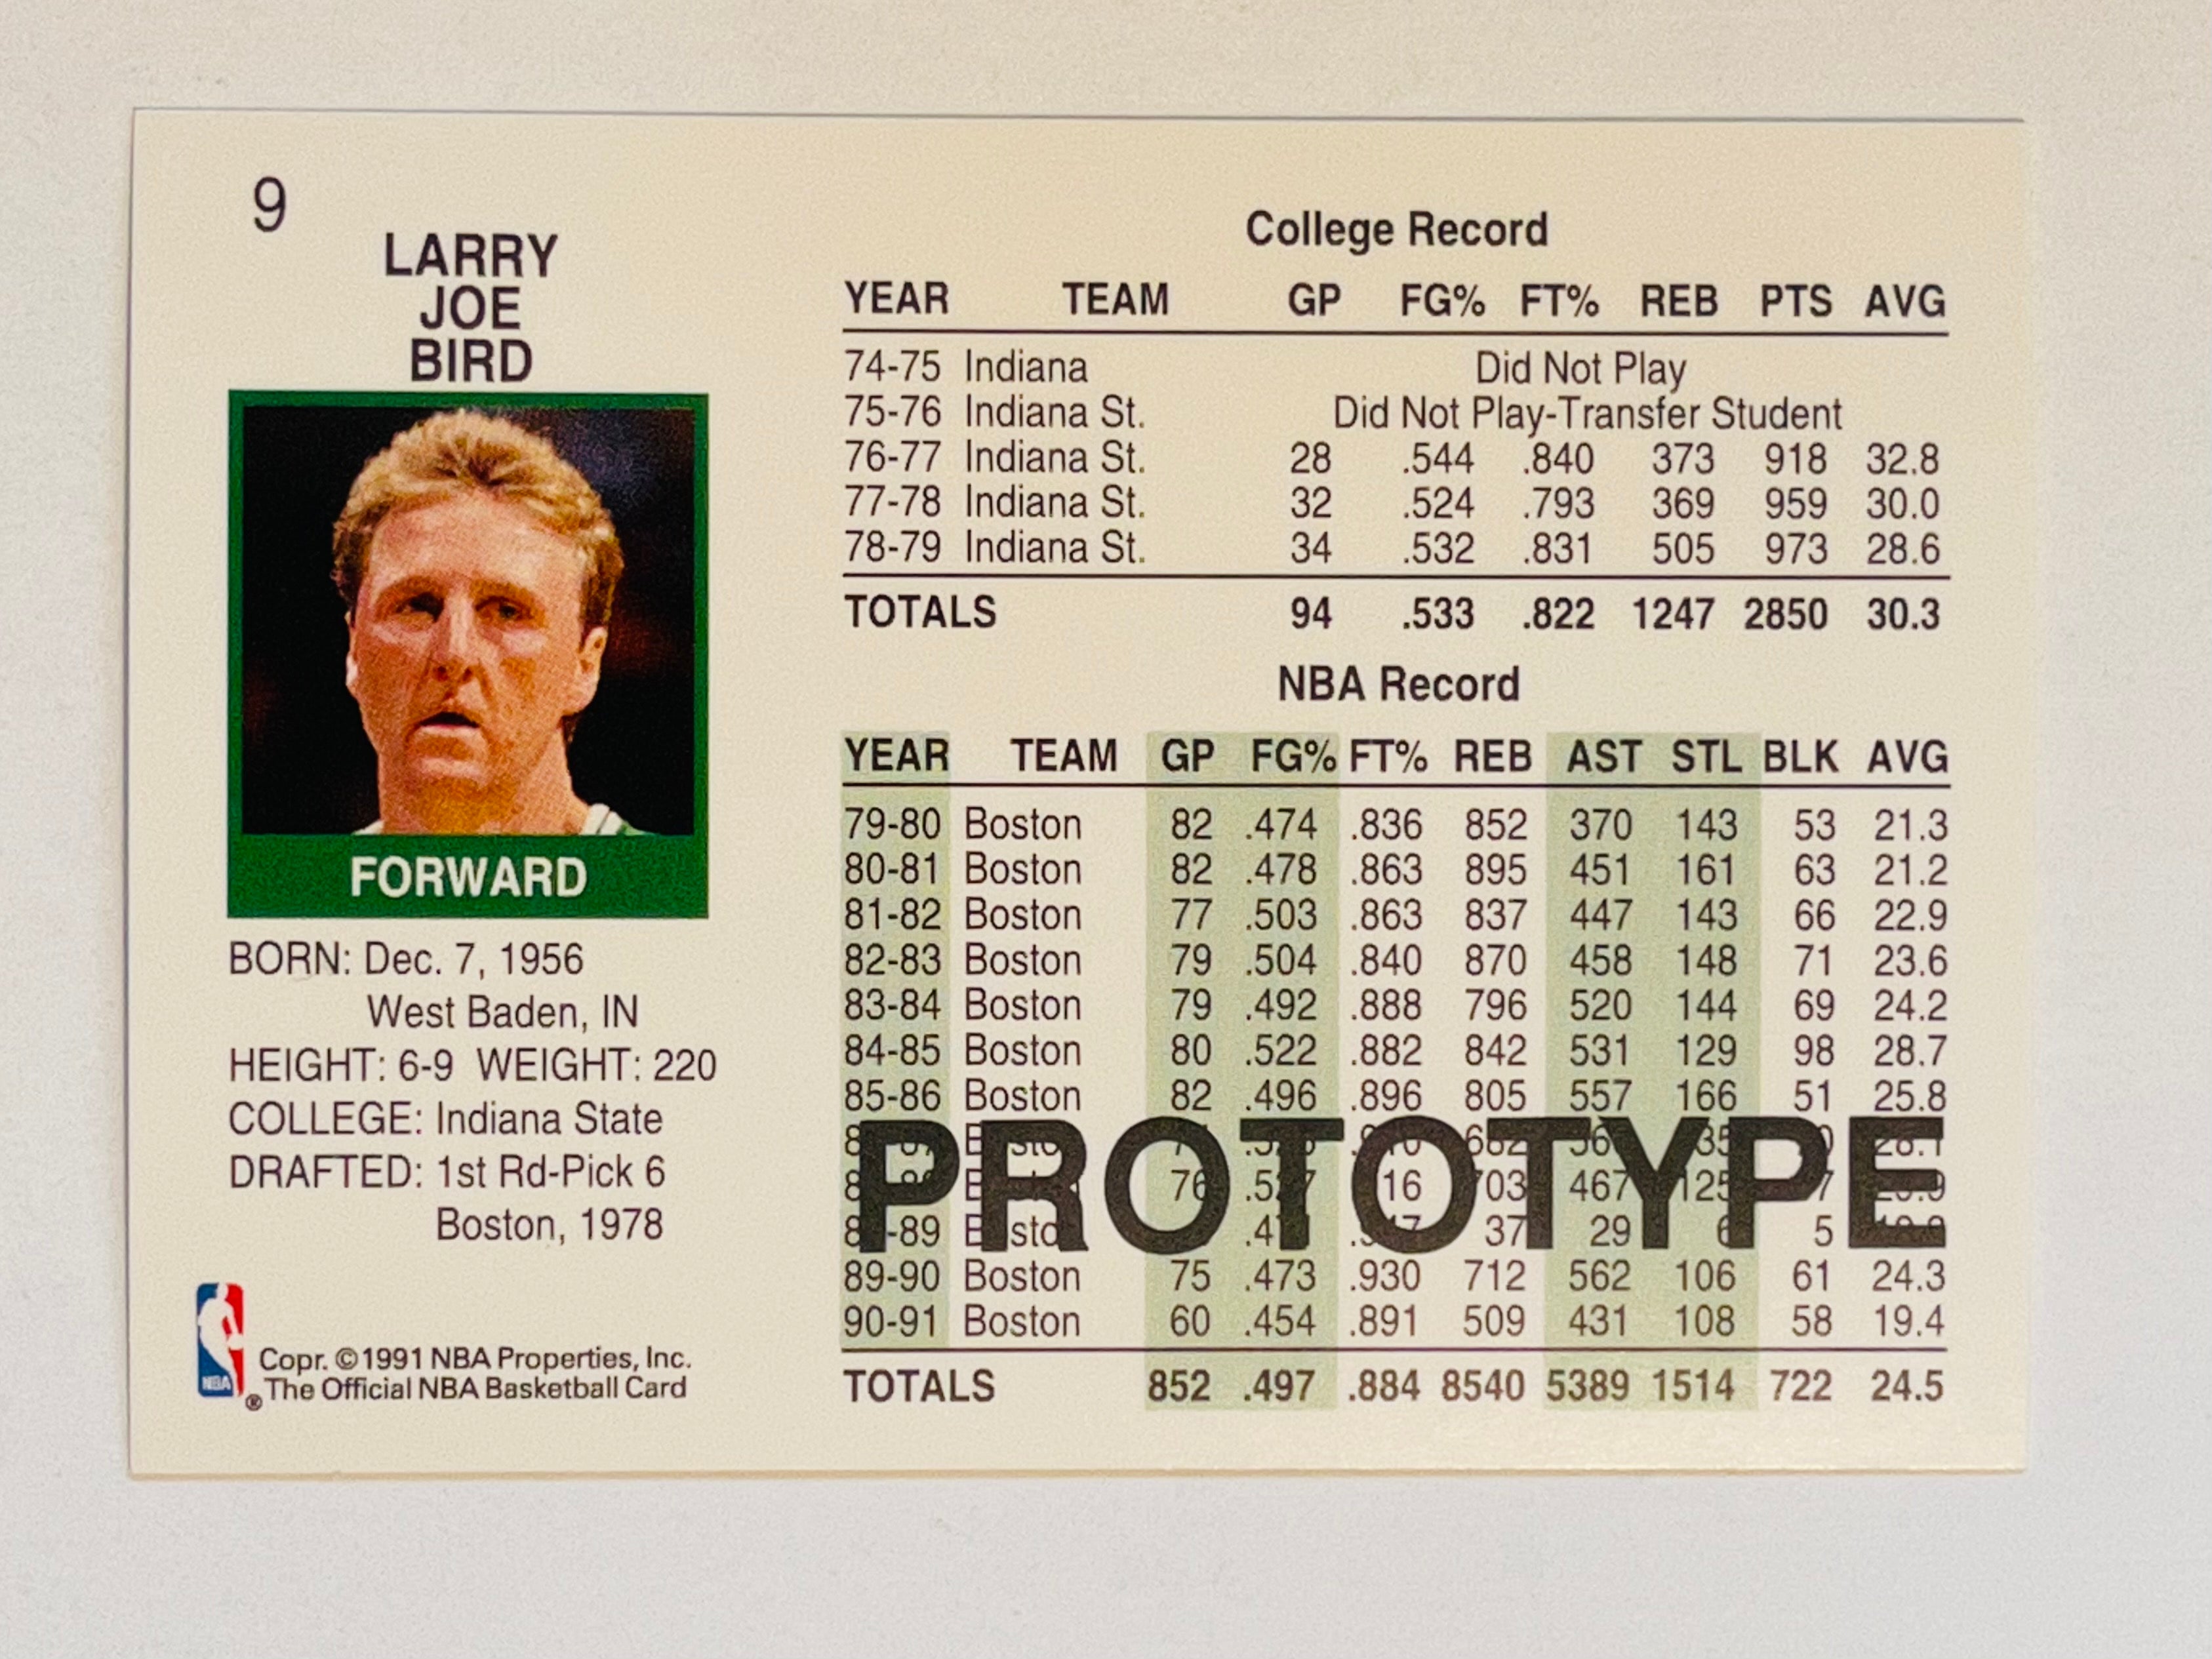 9
LARRY
JOE
BIRD
FORWARD
BORN: Dec. 7, 1956
West Baden, IN
HEIGHT: 6-9 WEIGHT: 220
COLLEGE: Indiana State
DRAFTED: 1st Rd-Pick 6
Boston, 1978
NBA
Copr. ©1991 NBA Properties, Inc.
® The Official NBA Basketball Card
College Record
YEAR TEAM GP FG% FT% REB PTS AVG
74-75 Indiana Did Not Play
75-76 Indiana St. Did Not Play-Transfer Student
76-77 Indiana St. 28 .544 .840 373 918 32.8
77-78 Indiana St. 32 .524 .793 369 959 30.0
78-79 Indiana St. 34 .532 .831 505 973 28.6
TOTALS 94 .533 .822 1247 2850 30.3
NBA Record
YEAR TEAM GP FG% FT% REB AST STL BLK AVG
79-80 Boston 82 .474 .836 852 370 143 53 21.3
80-81 Boston 82 .478 .863 895 451 161 63 21.2
81-82 Boston 77 .503 .863 837 447 143 66 22.9
82-83 Boston 79 .504 .840 870 458 148 71 23.6
83-84 Boston 79 .492 .888 796 520 144 69 24.2
84-85 Boston 80 .522 .882 842 531 129 98 28.7
85-86 Boston 82 .496 .896 805 557 166 51 25.8
Boston 682 28.1
Boston 76 467 125
Boston 37 29 5
PROTOTYPE
89-90 Boston 75 .473 .930 712 562 106 61 24.3
90-91 Boston 60 .454 .891 509 431 108 58 19.4
TOTALS 852 .497 .884 8540 5389 1514 722 24.5